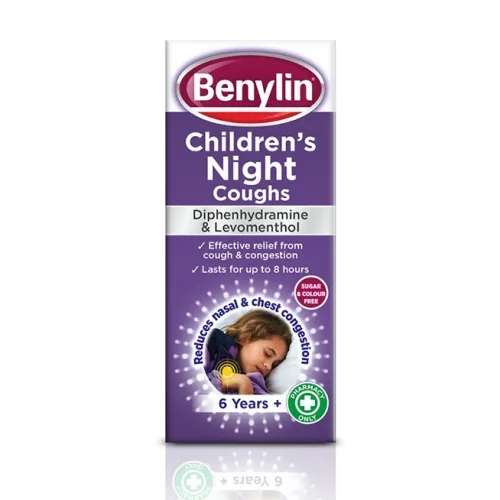 Benylin®
Children's
Night
Coughs
Diphenhydramine
& Levomenthol
✓ Effective relief from
cough & congestion
✓ Lasts for up to 8 hours
SUGAR
& COLOUR
FREE
Reduces nasal & chest congestion
6 Years +
PHARMACY
ONLY